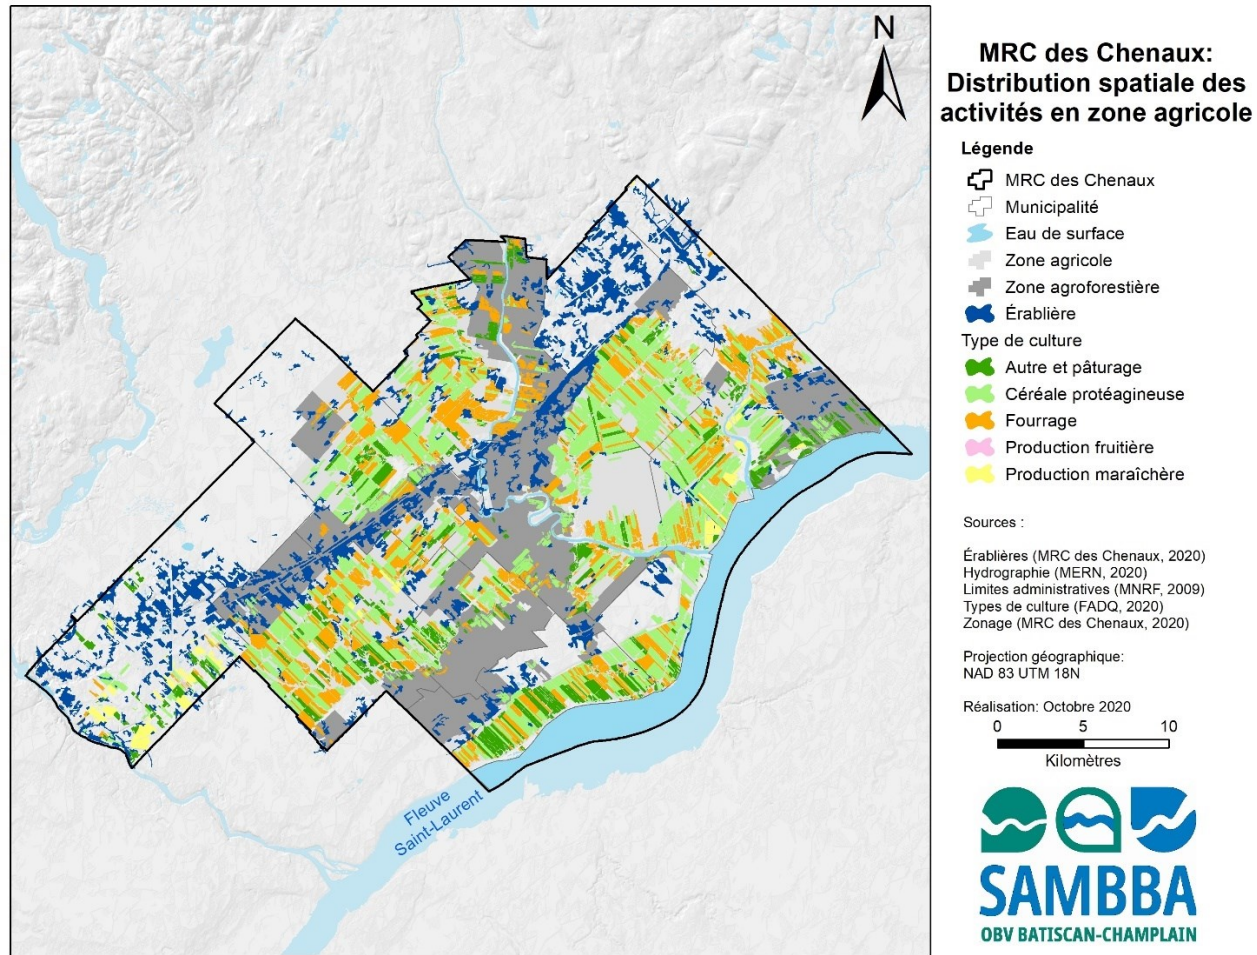 N
Fleuve
Saint-Laurent
MRC des Chenaux:
Distribution spatiale des
activités en zone agricole
Légende
MRC des Chenaux
Municipalité
Eau de surface
Zone agricole
Zone agroforestière
Érablière
Type de culture
Autre et pâturage
Céréale protéagineuse
Fourrage
Production fruitière
Production maraîchère
Sources :
Érablières (MRC des Chenaux, 2020)
Hydrographie (MERN, 2020)
Limites administratives (MNRF, 2009)
Types de culture (FADQ, 2020)
Zonage (MRC des Chenaux, 2020)
Projection géographique:
NAD 83 UTM 18N
Réalisation: Octobre 2020
0 5 10
Kilomètres
SAMBBA
OBV BATISCAN-CHAMPLAIN